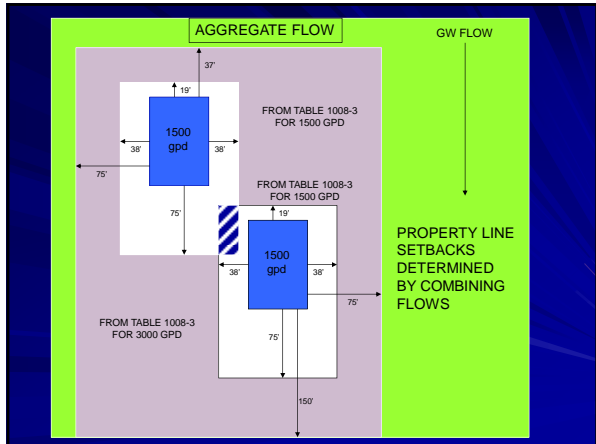 AGGREGATE FLOW
GW FLOW
37'
19'
FROM TABLE 1008-3
FOR 1500 GPD
1500
gpd
38'
38'
75'
75'
FROM TABLE 1008-3
FOR 1500 GPD
19'
1500
gpd
38'
38'
75'
75'
150'
FROM TABLE 1008-3
FOR 3000 GPD
PROPERTY LINE
SETBACKS
DETERMINED
BY COMBINING
FLOWS